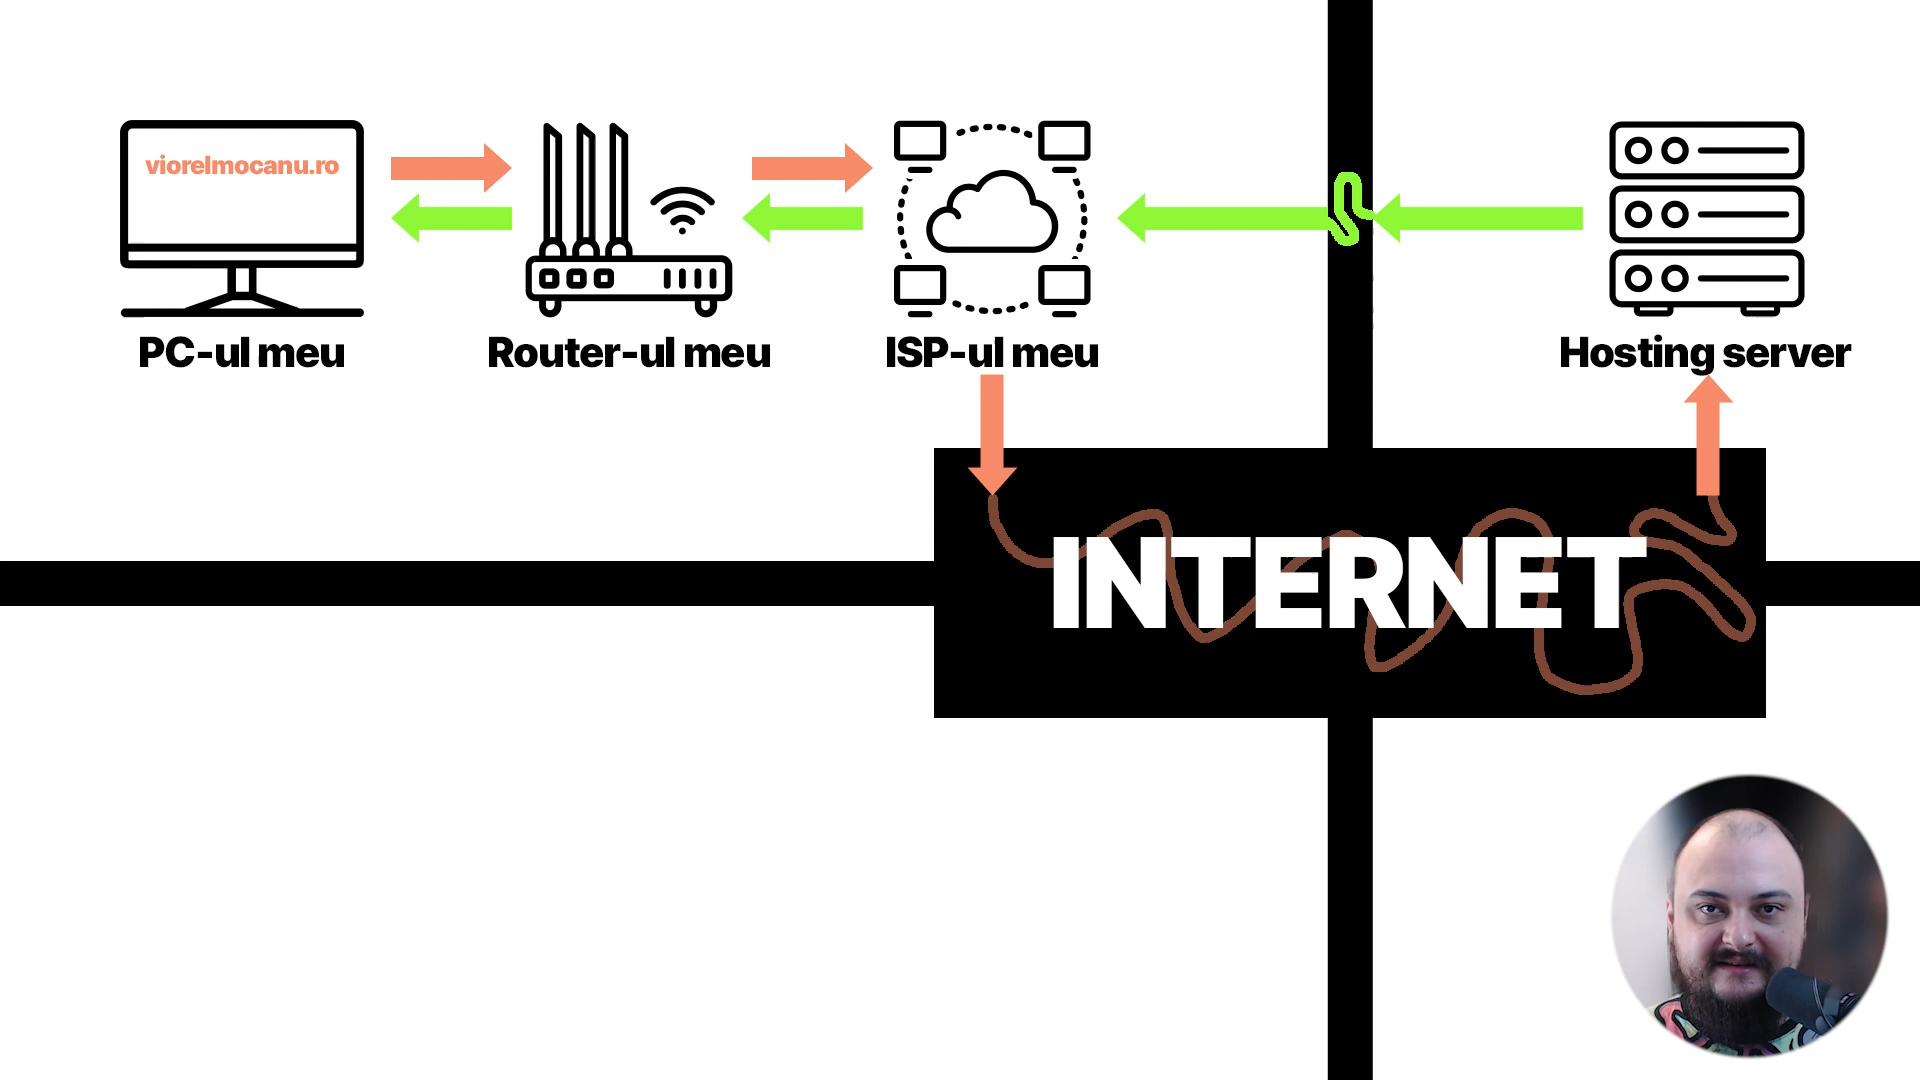 viorelmocanu.ro
PC-ul meu
Router-ul meu
ISP-ul meu
Hosting server
INTERNET